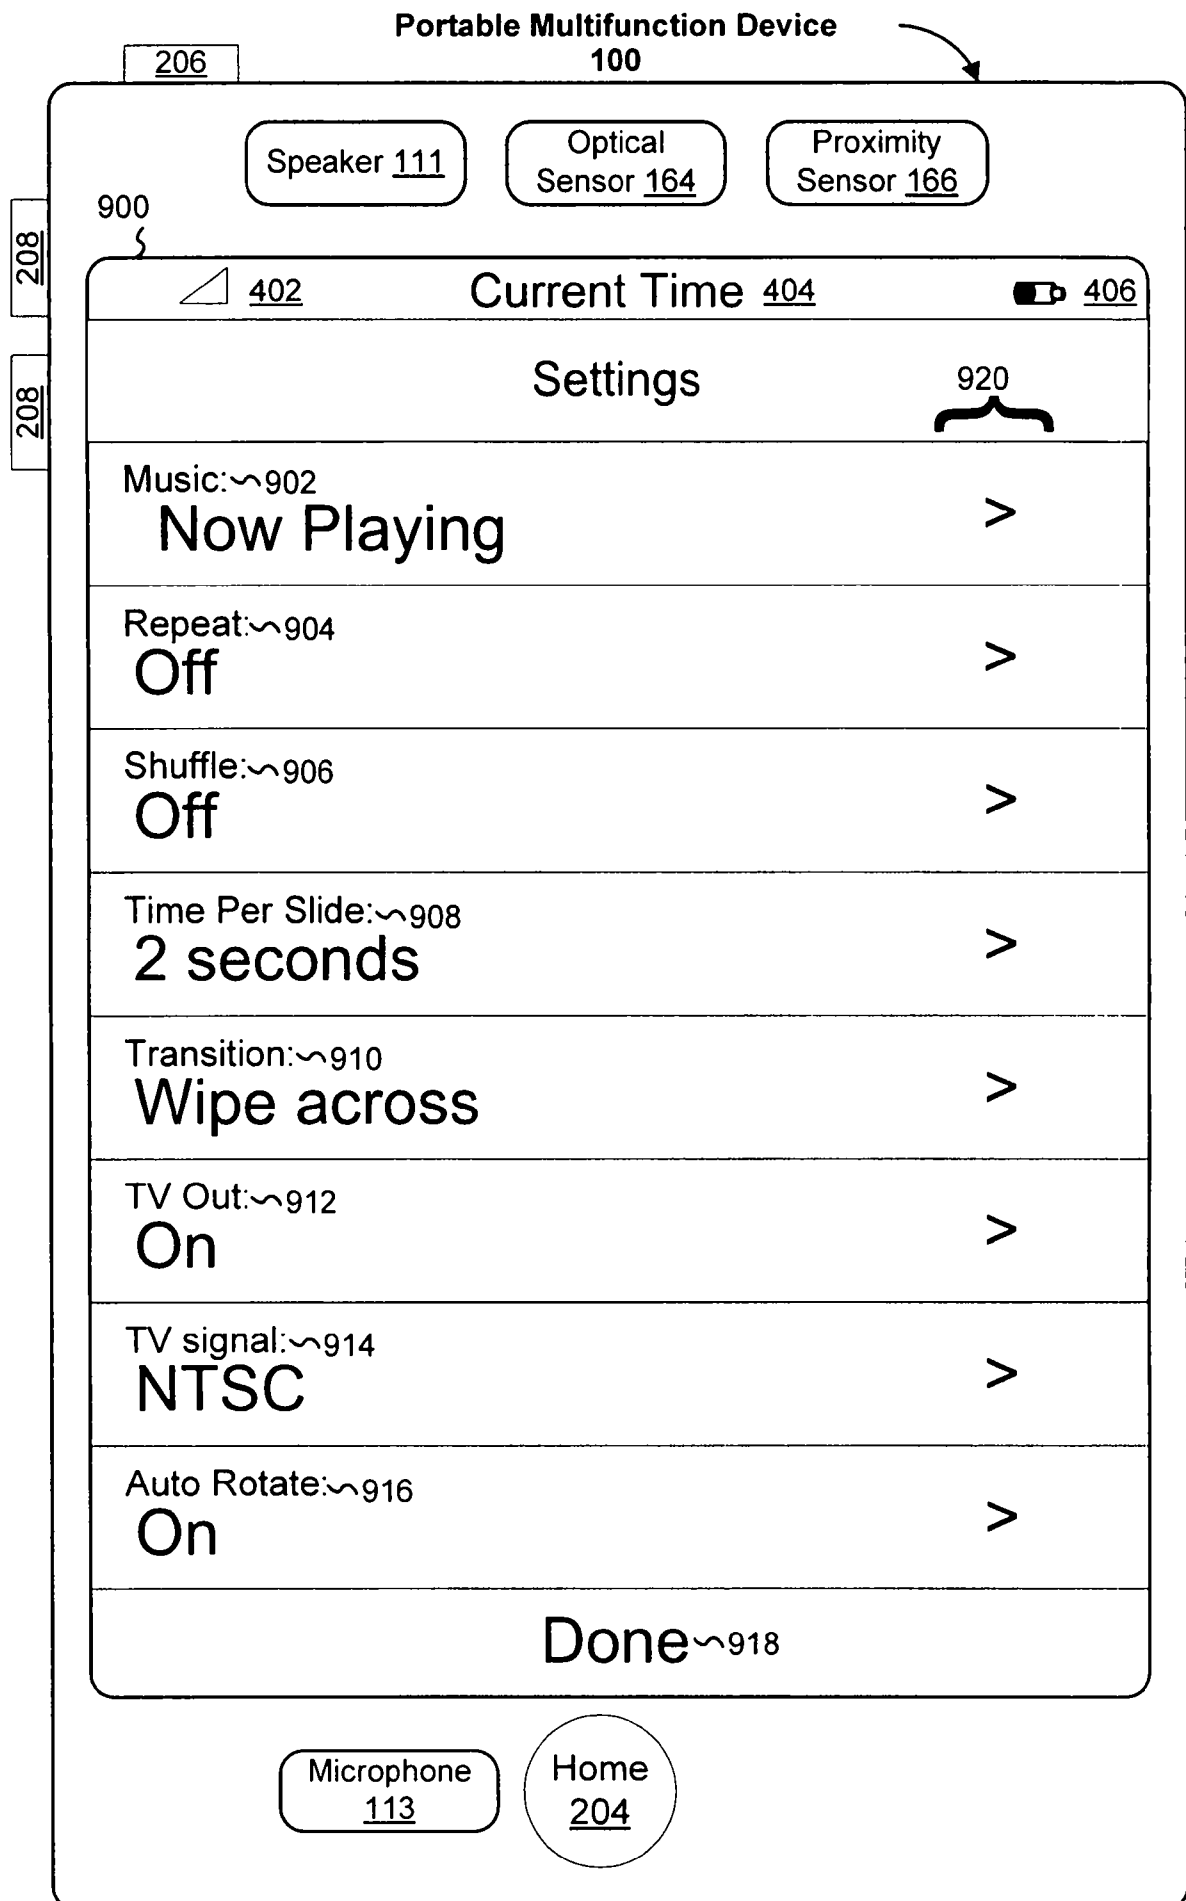 Portable Multifunction Device
100
206
Speaker 111
Optical
Sensor 164
Proximity
Sensor 166
900
208
208
402
Current Time 404
406
Settings
920
Music:~902
Now Playing
>
Repeat:~904
Off
>
Shuffle:~906
Off
>
Time Per Slide:~908
2 seconds
>
Transition:~910
Wipe across
>
TV Out:~912
On
>
TV signal:~914
NTSC
>
Auto Rotate:~916
On
>
Done~918
Microphone
113
Home
204